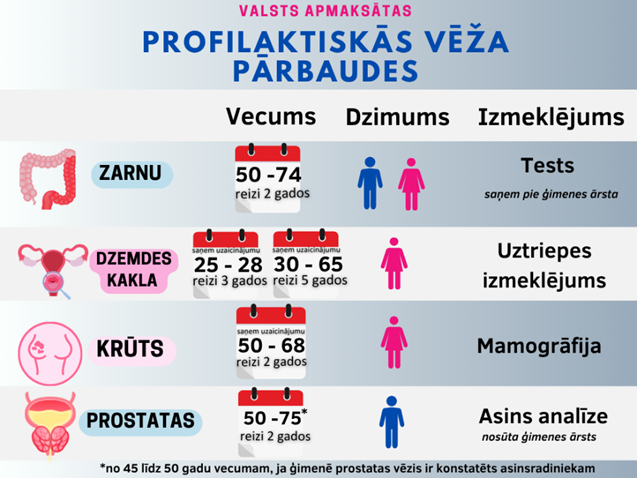 VALSTS APMAKSĀTAS
PROFILAKTISKĀS VĒŽA
PĀRBAUDES
Vecums Dzimums Izmeklējums
ZARNU
50 -74
reizi 2 gados
Tests
saņem pie ģimenes ārsta
DZEMDES
KAKLA
saņem uzaicinājumu
25 - 28
reizi 3 gados
saņem uzaicinājumu
30 - 65
reizi 5 gados
Uztriepes
izmeklējums
KRŪTS
saņem uzaicinājumu
50 - 68
reizi 2 gados
Mamogrāfija
PROSTATAS
50 -75*
reizi 2 gados
Asins analīze
nosūta ģimenes ārsts
*no 45 līdz 50 gadu vecumam, ja ģimenē prostatas vēzis ir konstatēts asinsradiniekam